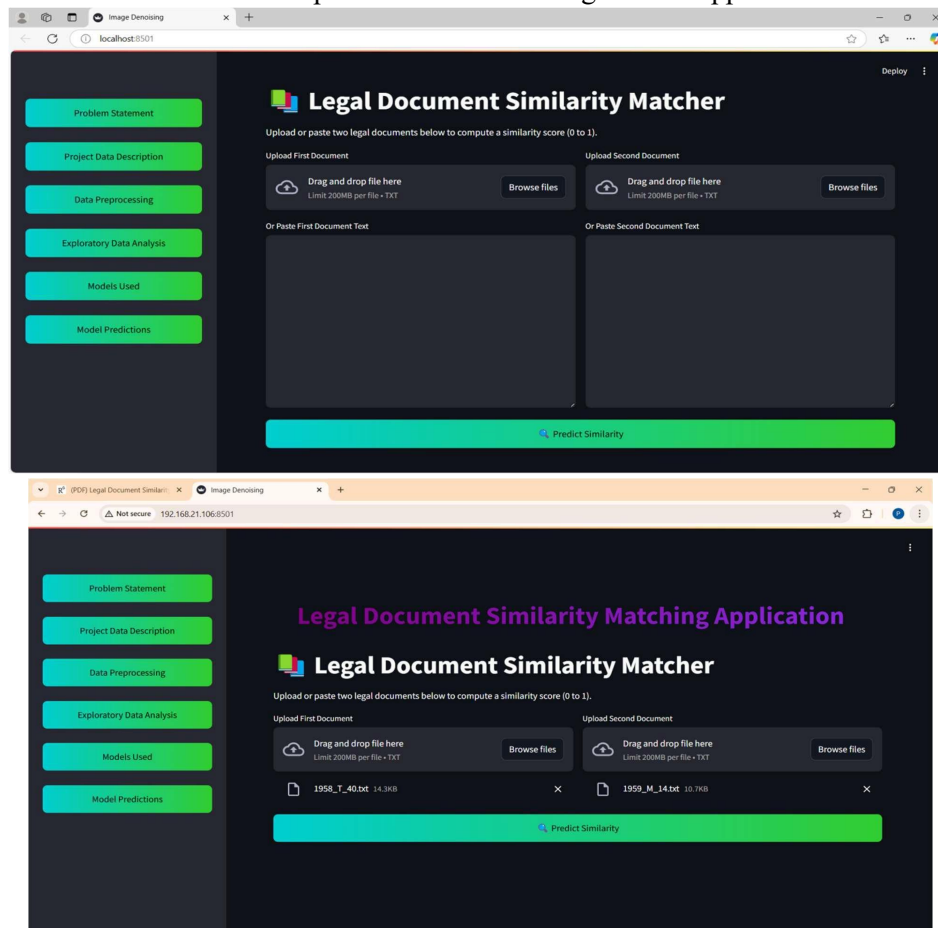 Image Denoising
localhost:8501
Deploy
Legal Document Similarity Matcher
Upload or paste two legal documents below to compute a similarity score (0 to 1).
Problem Statement
Project Data Description
Data Preprocessing
Exploratory Data Analysis
Models Used
Model Predictions
Upload First Document
Upload Second Document
Drag and drop file here
Limit 200MB per file • TXT
Browse files
Drag and drop file here
Limit 200MB per file • TXT
Browse files
Or Paste First Document Text
Or Paste Second Document Text
Predict Similarity
(PDF) Legal Document Similarit
Image Denoising
Not secure 192.168.21.106:8501
P
Problem Statement
Project Data Description
Data Preprocessing
Exploratory Data Analysis
Models Used
Model Predictions
Legal Document Similarity Matching Application
Legal Document Similarity Matcher
Upload or paste two legal documents below to compute a similarity score (0 to 1).
Upload First Document
Upload Second Document
Drag and drop file here
Limit 200MB per file • TXT
Browse files
Drag and drop file here
Limit 200MB per file • TXT
Browse files
1958_T_40.txt 14.3KB
1959_M_14.txt 10.7KB
Predict Similarity